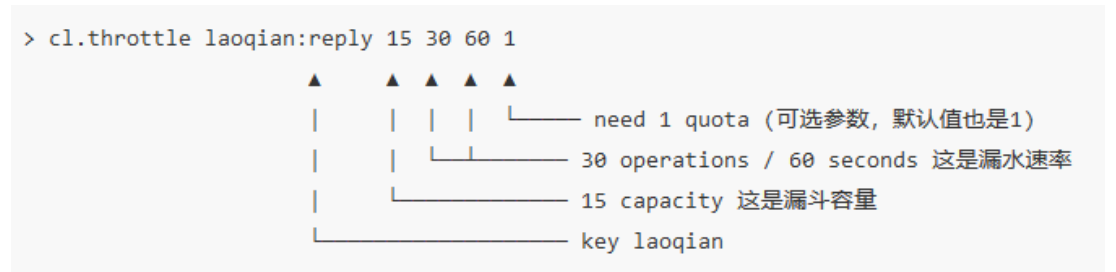 > cl.throttle laoqian:reply 15 30 60 1
need 1 quota (可选参数，默认值也是1)
30 operations / 60 seconds 这是漏水速率
15 capacity 这是漏斗容量
key laoqian